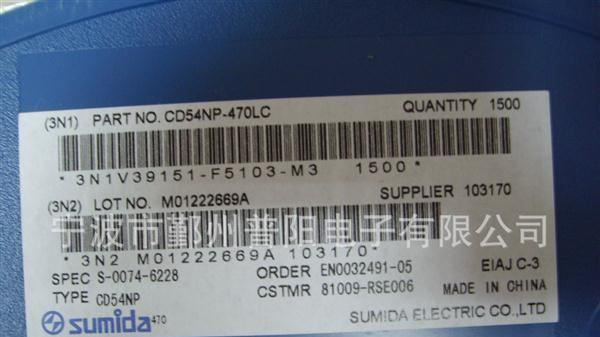 (3N1) PART NO. CD54NP-470LC QUANTITY 1500
* 3N1V39151-F5103-M3 1500 *
(3N2) LOT NO. M01222669A SUPPLIER 103170
宁波市鄞州普阳电子有限公司
* 3N2 M01222669A 103170 *
SPEC S-0074-6228 ORDER EN0032491-05 EIAJ C-3
TYPE CD54NP CSTMR 81009-RSE006 MADE IN CHINA
sumida 470 SUMIDA ELECTRIC CO.,LTD